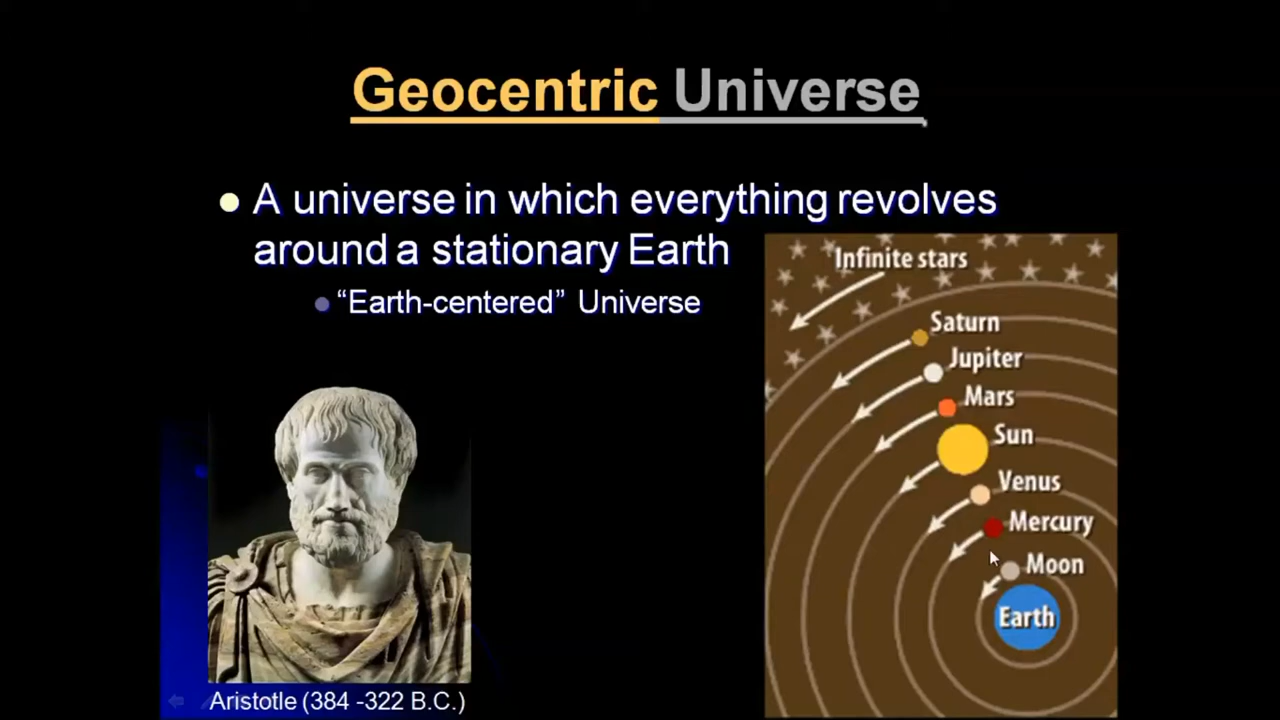 Geocentric Universe
A universe in which everything revolves
around a stationary Earth
“Earth-centered” Universe
Infinite stars
Saturn
Jupiter
Mars
Sun
Venus
Mercury
Moon
Earth
Aristotle (384 -322 B.C.)